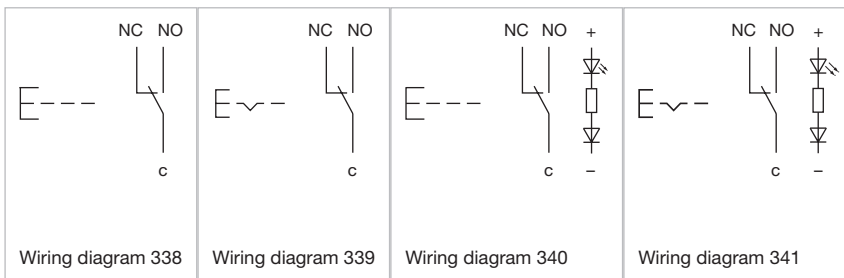 NC NO
c
Wiring diagram 338
NC NO
c
Wiring diagram 339
NC NO +
c –
Wiring diagram 340
NC NO +
c –
Wiring diagram 341